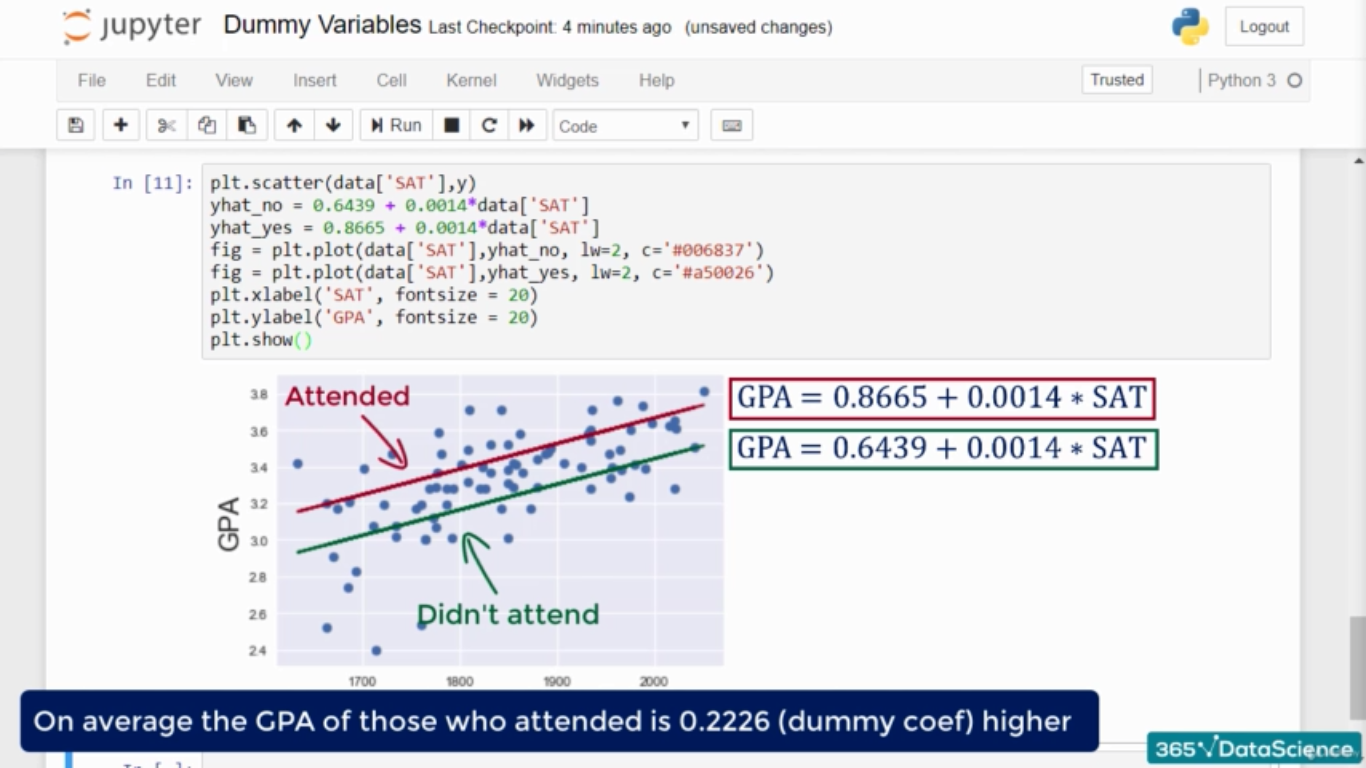 jupyter Dummy Variables Last Checkpoint: 4 minutes ago (unsaved changes) Logout
File Edit View Insert Cell Kernel Widgets Help Trusted Python 3
Run Code
In [11]:
plt.scatter(data['SAT'],y)
yhat_no = 0.6439 + 0.0014*data['SAT']
yhat_yes = 0.8665 + 0.0014*data['SAT']
fig = plt.plot(data['SAT'],yhat_no, lw=2, c='#006837')
fig = plt.plot(data['SAT'],yhat_yes, lw=2, c='#a50026')
plt.xlabel('SAT', fontsize = 20)
plt.ylabel('GPA', fontsize = 20)
plt.show()
Attended
GPA = 0.8665 + 0.0014 ∗ SAT
GPA = 0.6439 + 0.0014 ∗ SAT
Didn't attend
GPA
3.8
3.6
3.4
3.2
3.0
2.8
2.6
2.4
1700 1800 1900 2000
On average the GPA of those who attended is 0.2226 (dummy coef) higher
365 DataScience